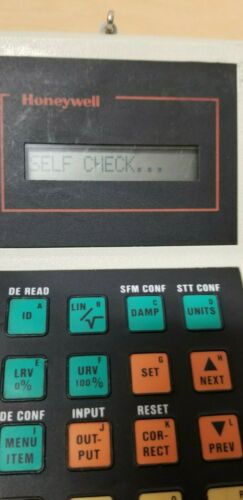 Honeywell
SELF CHECK...
DE READ SFM CONF STT CONF
A B C D
ID LIN/√ DAMP UNITS
E F G H
LRV 0% URV 100% SET ▲ NEXT
DE CONF INPUT RESET
I J K L
MENU ITEM OUT-PUT COR-RECT ▼ PREV